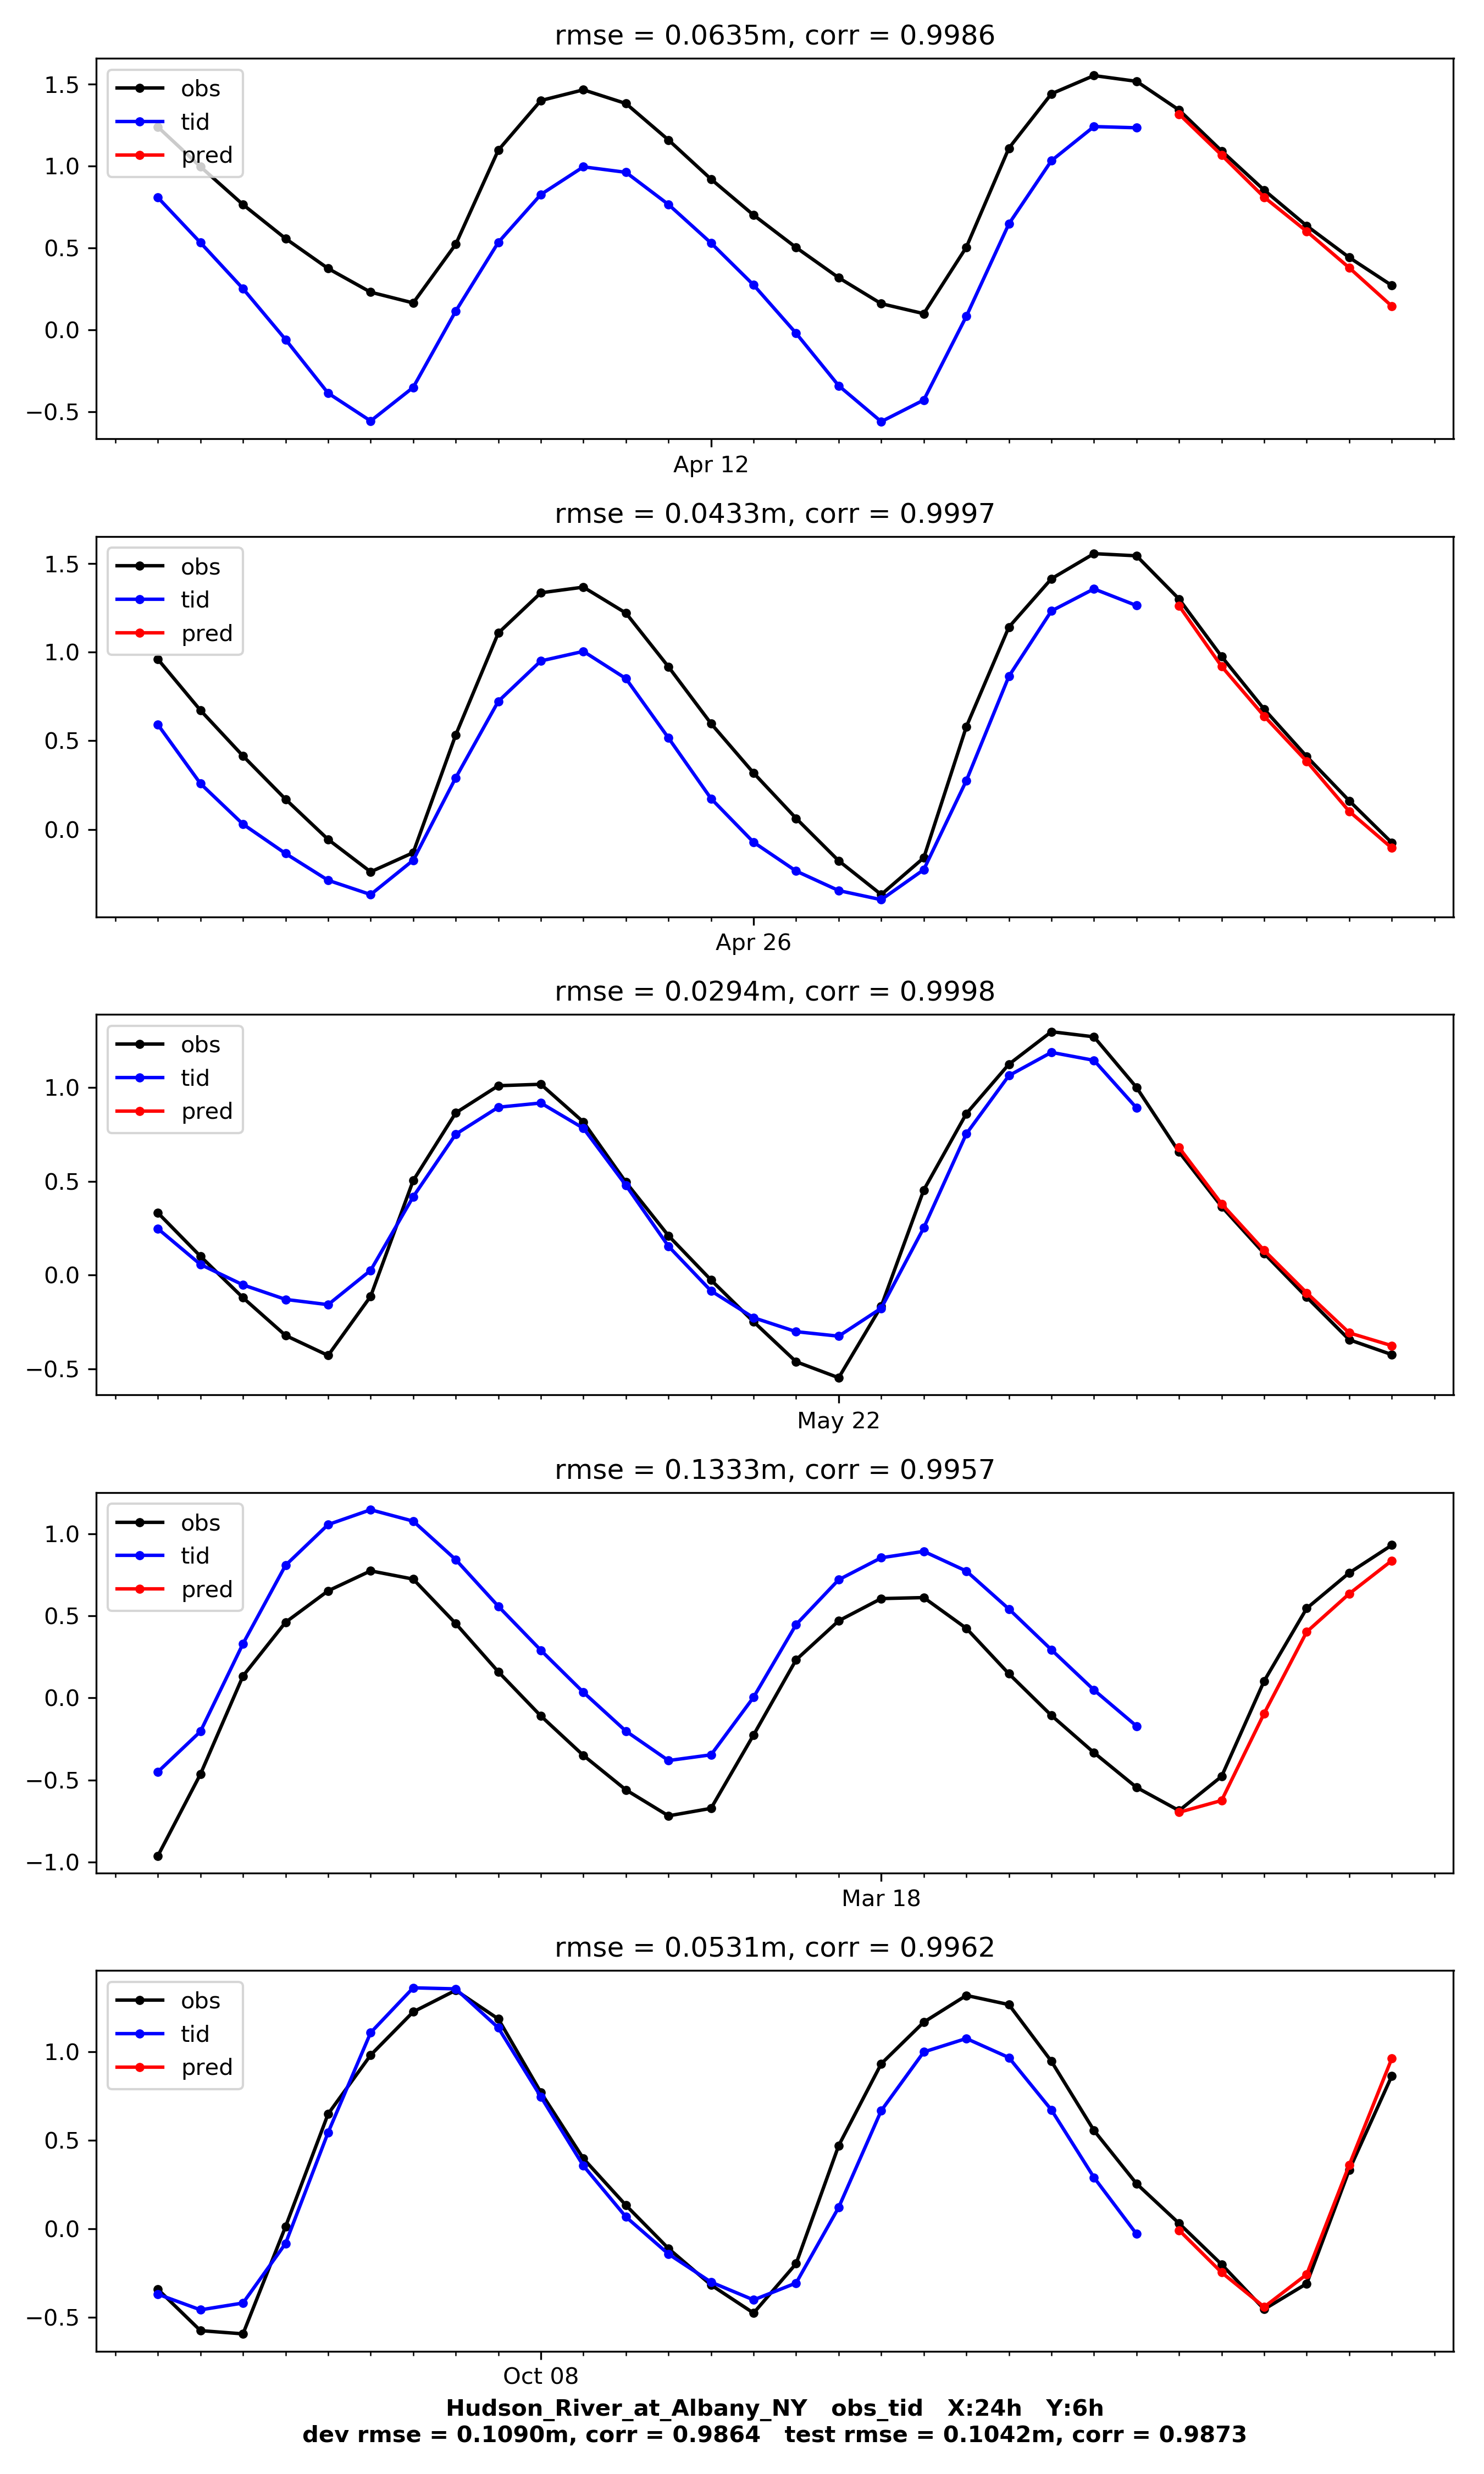 rmse = 0.0635m, corr = 0.9986
1.5
1.0
0.5
0.0
−0.5
obs
tid
pred
Apr 12
rmse = 0.0433m, corr = 0.9997
1.5
1.0
0.5
0.0
obs
tid
pred
Apr 26
rmse = 0.0294m, corr = 0.9998
1.0
0.5
0.0
−0.5
obs
tid
pred
May 22
rmse = 0.1333m, corr = 0.9957
1.0
0.5
0.0
−0.5
−1.0
obs
tid
pred
Mar 18
rmse = 0.0531m, corr = 0.9962
1.0
0.5
0.0
−0.5
obs
tid
pred
Oct 08
Hudson_River_at_Albany_NY obs_tid X:24h Y:6h
dev rmse = 0.1090m, corr = 0.9864 test rmse = 0.1042m, corr = 0.9873